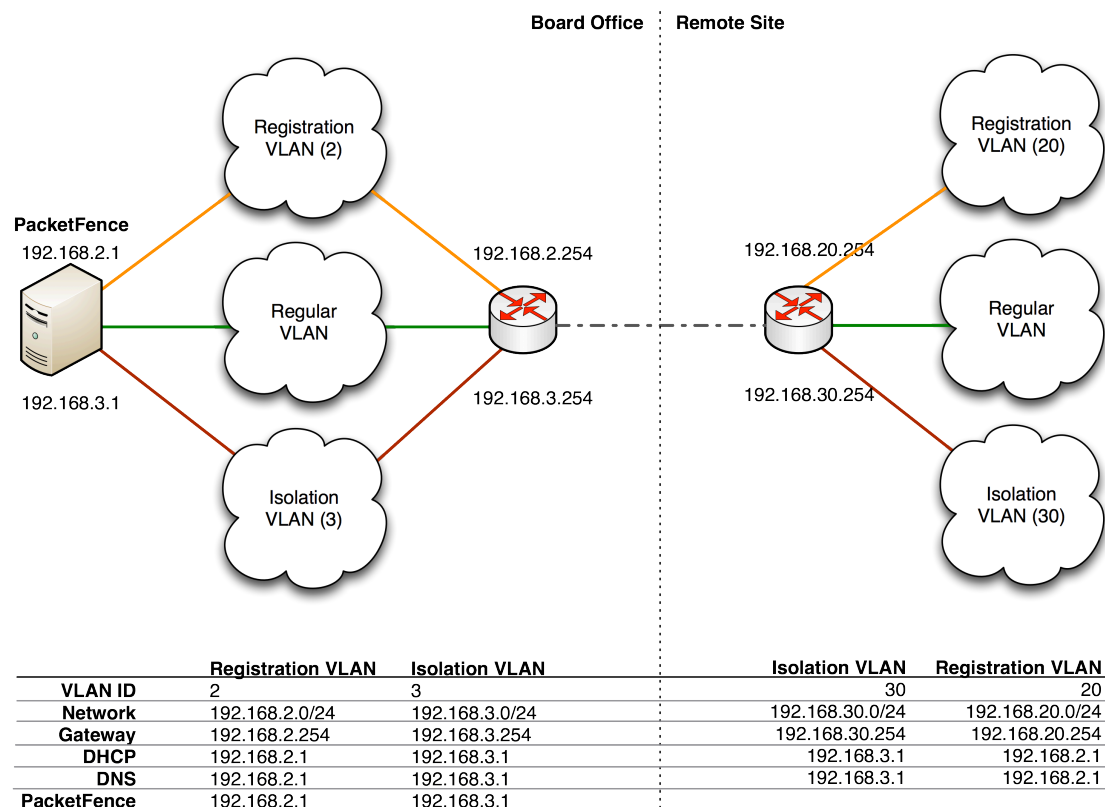 Board Office Remote Site
Registration
VLAN (2)
Registration
VLAN (20)
PacketFence
192.168.2.1
192.168.2.254
192.168.20.254
Regular
VLAN
Regular
VLAN
192.168.3.1
192.168.3.254
192.168.30.254
Isolation
VLAN (3)
Isolation
VLAN (30)
Registration VLAN Isolation VLAN Isolation VLAN Registration VLAN
VLAN ID 2 3 30 20
Network 192.168.2.0/24 192.168.3.0/24 192.168.30.0/24 192.168.20.0/24
Gateway 192.168.2.254 192.168.3.254 192.168.30.254 192.168.20.254
DHCP 192.168.2.1 192.168.3.1 192.168.3.1 192.168.2.1
DNS 192.168.2.1 192.168.3.1 192.168.3.1 192.168.2.1
PacketFence 192.168.2.1 192.168.3.1